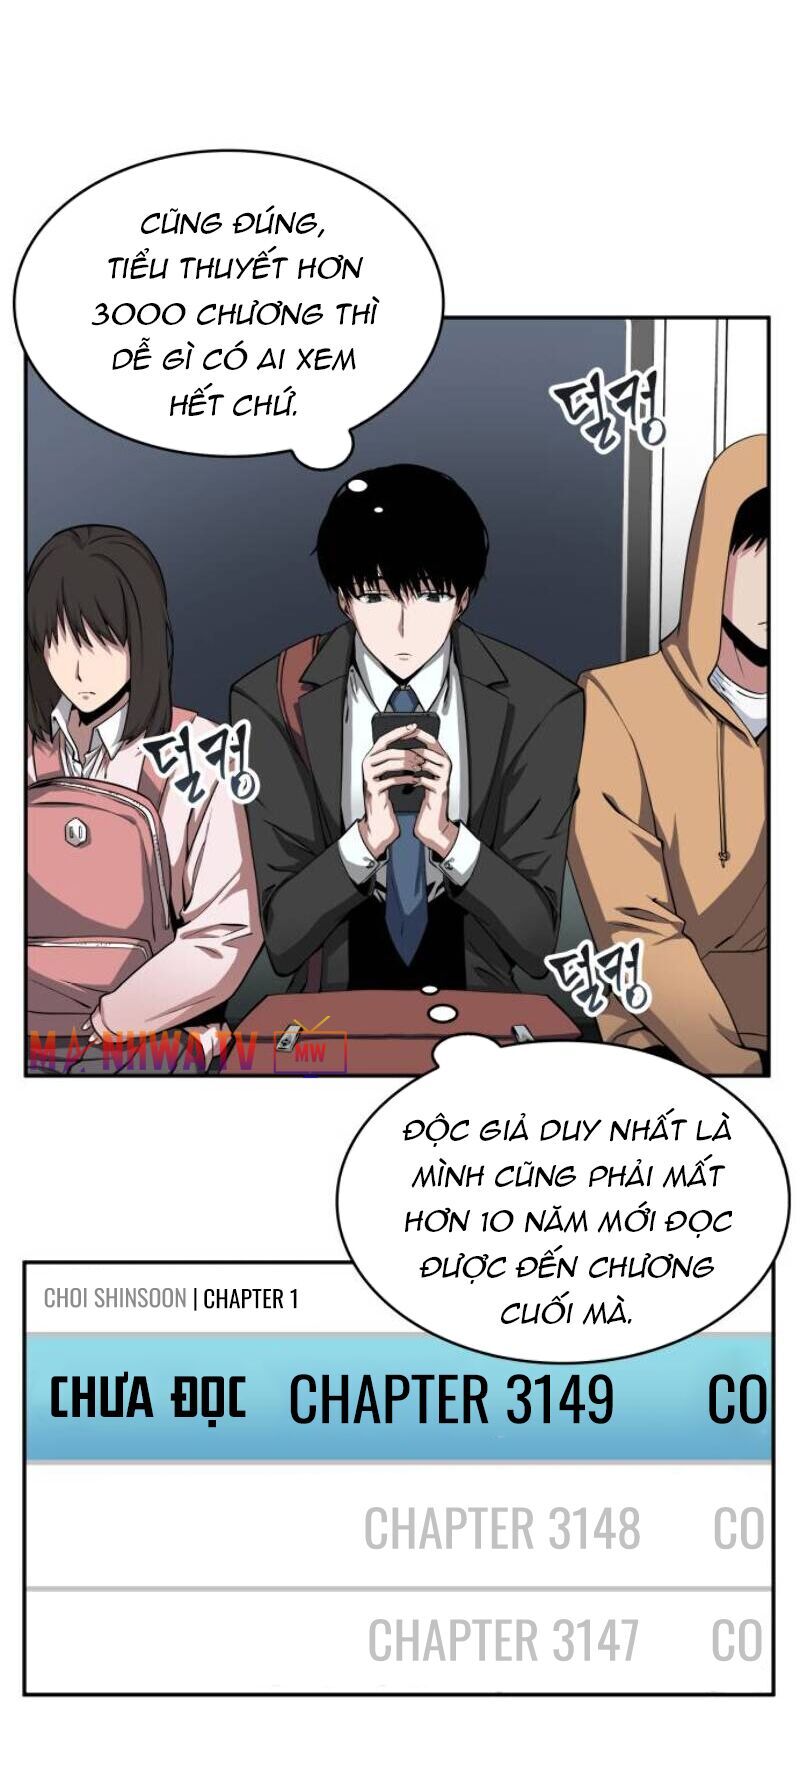 CŨNG ĐÚNG,
TIỂU THUYẾT HƠN
3000 CHƯƠNG THÌ
DỄ GÌ CÓ AI XEM
HẾT CHỨ.
덜컹
덜컹
덜컹
MANHWATV MW
ĐỘC GIẢ DUY NHẤT LÀ
MÌNH CŨNG PHẢI MẤT
HƠN 10 NĂM MỚI ĐỌC
ĐƯỢC ĐẾN CHƯƠNG
CUỐI MÀ.
CHOI SHINSOON | CHAPTER 1
CHƯA ĐỌC CHAPTER 3149 CO
CHAPTER 3148 CO
CHAPTER 3147 CO